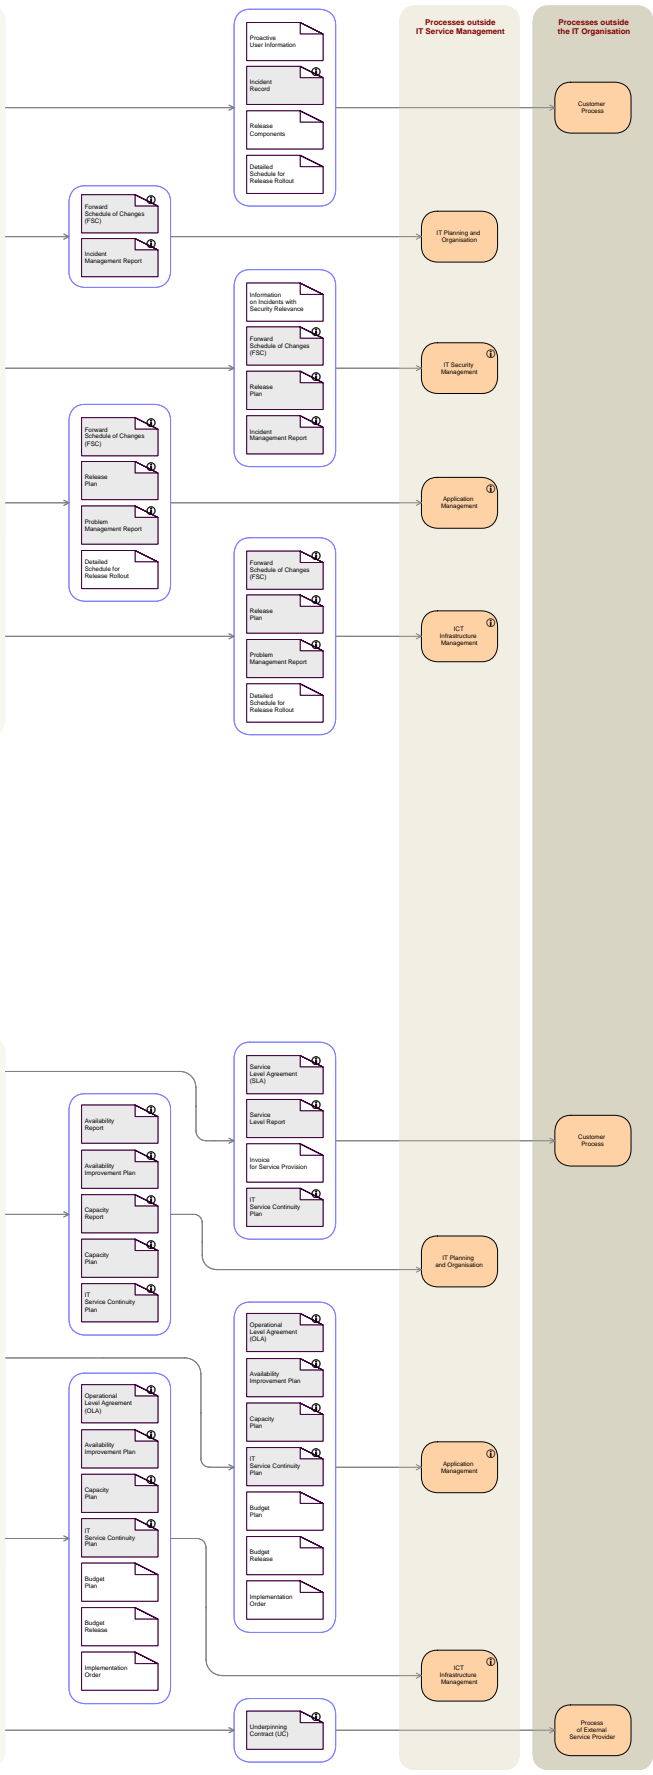 Processes outside
IT Service Management
Processes outside
the IT Organisation
Proactive
User Information
Incident
Record
Release
Components
Detailed
Schedule for
Release Rollout
Customer
Process
Forward
Schedule of Changes
(FSC)
Incident
Management Report
IT Planning and
Organisation
Information
on Incidents with
Security Relevance
Forward
Schedule of Changes
(FSC)
Release
Plan
Incident
Management Report
IT Security
Management
Forward
Schedule of Changes
(FSC)
Release
Plan
Problem
Management Report
Detailed
Schedule for
Release Rollout
Application
Management
Forward
Schedule of Changes
(FSC)
Release
Plan
Problem
Management Report
Detailed
Schedule for
Release Rollout
ICT
Infrastructure
Management
Service
Level Agreement
(SLA)
Service
Level Report
Invoice
for Service Provision
IT
Service Continuity
Plan
Customer
Process
Availability
Report
Availability
Improvement Plan
Capacity
Report
Capacity
Plan
IT
Service Continuity
Plan
IT Planning
and Organisation
Operational
Level Agreement
(OLA)
Availability
Improvement Plan
Capacity
Plan
IT
Service Continuity
Plan
Budget
Plan
Budget
Release
Implementation
Order
Application
Management
Operational
Level Agreement
(OLA)
Availability
Improvement Plan
Capacity
Plan
IT
Service Continuity
Plan
Budget
Plan
Budget
Release
Implementation
Order
ICT
Infrastructure
Management
Underpinning
Contract (UC)
Process
of External
Service Provider